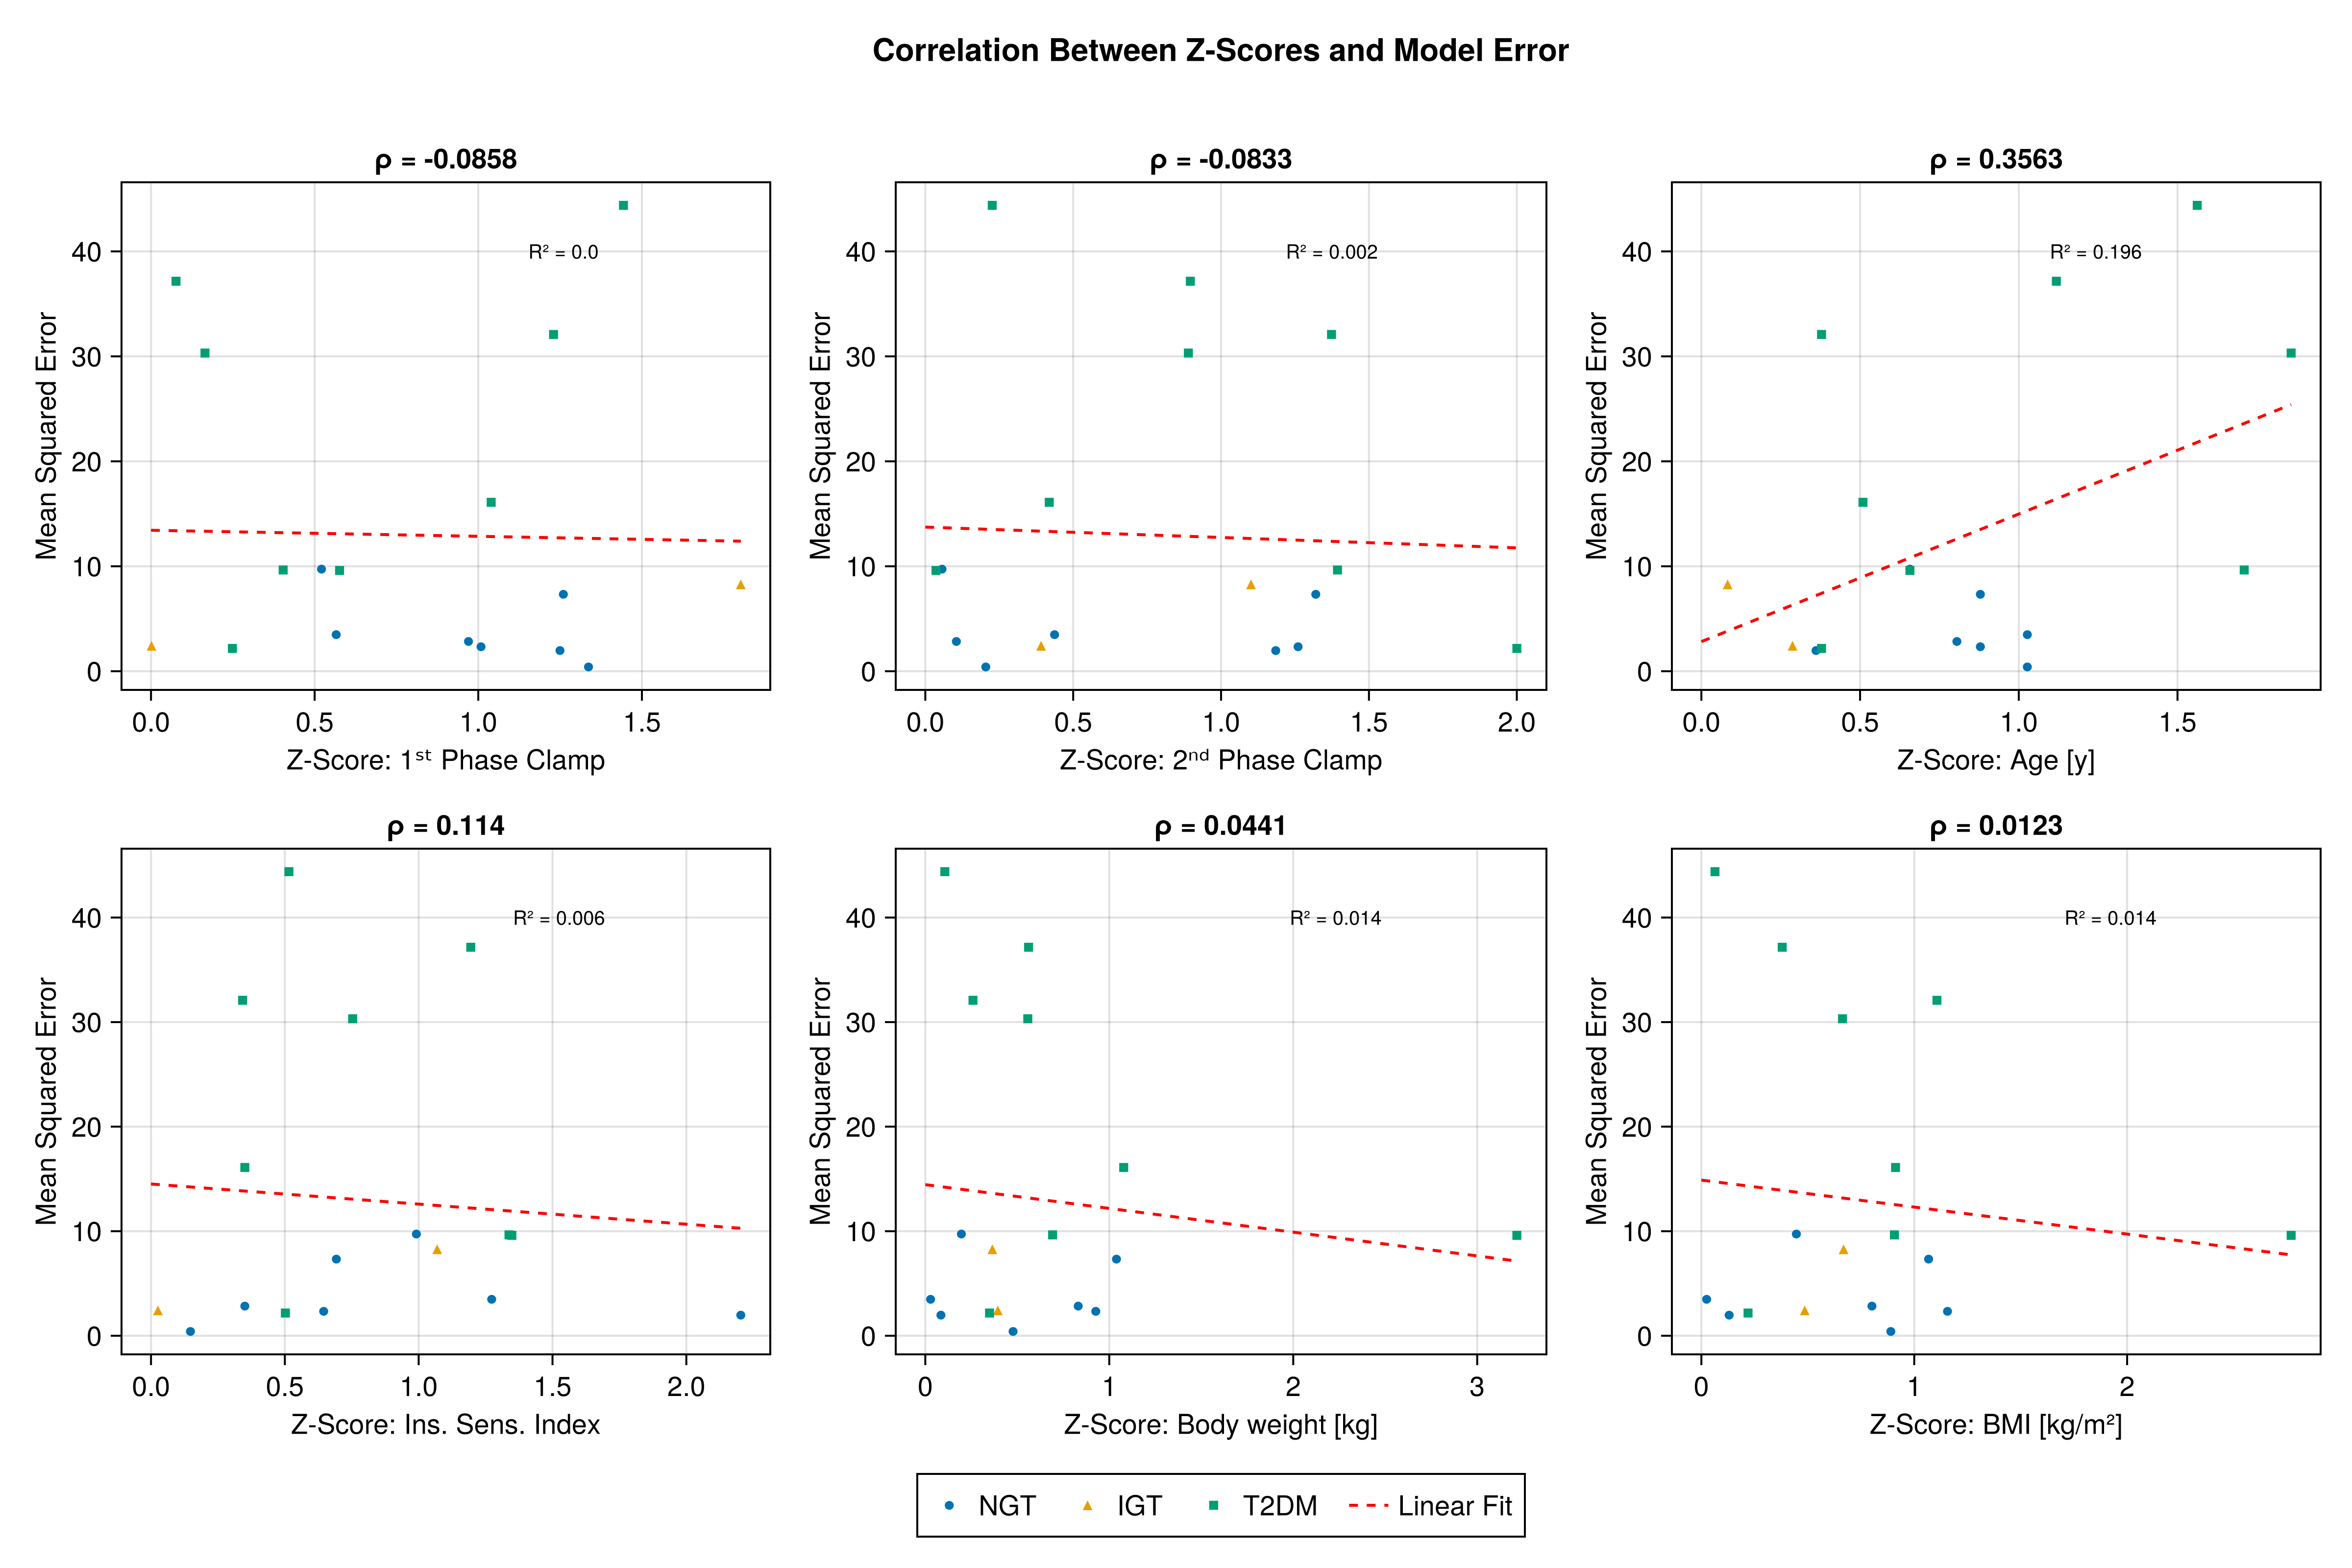 Correlation Between Z-Scores and Model Error
ρ = -0.0858
Mean Squared Error
40
30
20
10
0
R² = 0.0
0.0 0.5 1.0 1.5
Z-Score: 1ˢᵗ Phase Clamp
ρ = -0.0833
Mean Squared Error
40
30
20
10
0
R² = 0.002
0.0 0.5 1.0 1.5 2.0
Z-Score: 2ⁿᵈ Phase Clamp
ρ = 0.3563
Mean Squared Error
40
30
20
10
0
R² = 0.196
0.0 0.5 1.0 1.5
Z-Score: Age [y]
ρ = 0.114
Mean Squared Error
40
30
20
10
0
R² = 0.006
0.0 0.5 1.0 1.5 2.0
Z-Score: Ins. Sens. Index
ρ = 0.0441
Mean Squared Error
40
30
20
10
0
R² = 0.014
0 1 2 3
Z-Score: Body weight [kg]
ρ = 0.0123
Mean Squared Error
40
30
20
10
0
R² = 0.014
0 1 2
Z-Score: BMI [kg/m²]
NGT IGT T2DM Linear Fit